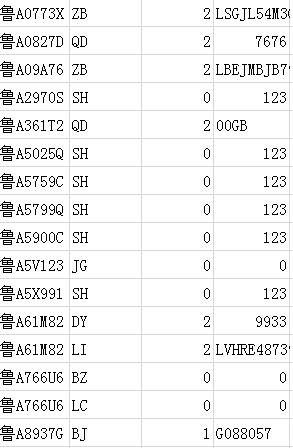 鲁A0773X ZB 2 LSGJL54M3
鲁A0827D QD 2 7676
鲁A09A76 ZB 2 LBEJMBJB7
鲁A2970S SH 0 123
鲁A361T2 QD 2 00GB
鲁A5025Q SH 0 123
鲁A5759C SH 0 123
鲁A5799Q SH 0 123
鲁A5900C SH 0 123
鲁A5V123 JG 0 0
鲁A5X991 SH 0 123
鲁A61M82 DY 2 9933
鲁A61M82 LI 2 LVHRE4873
鲁A766U6 BZ 0 0
鲁A766U6 LC 0 0
鲁A8937G BJ 1 G088057